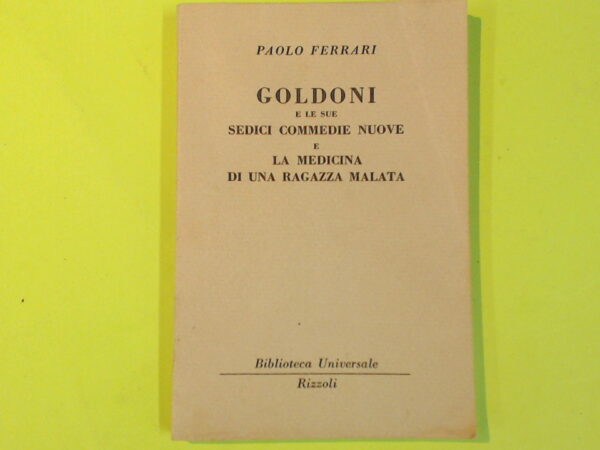 PAOLO FERRARI
GOLDONI
E LE SUE
SEDICI COMMEDIE NUOVE
E
LA MEDICINA
DI UNA RAGAZZA MALATA
Biblioteca Universale
Rizzoli